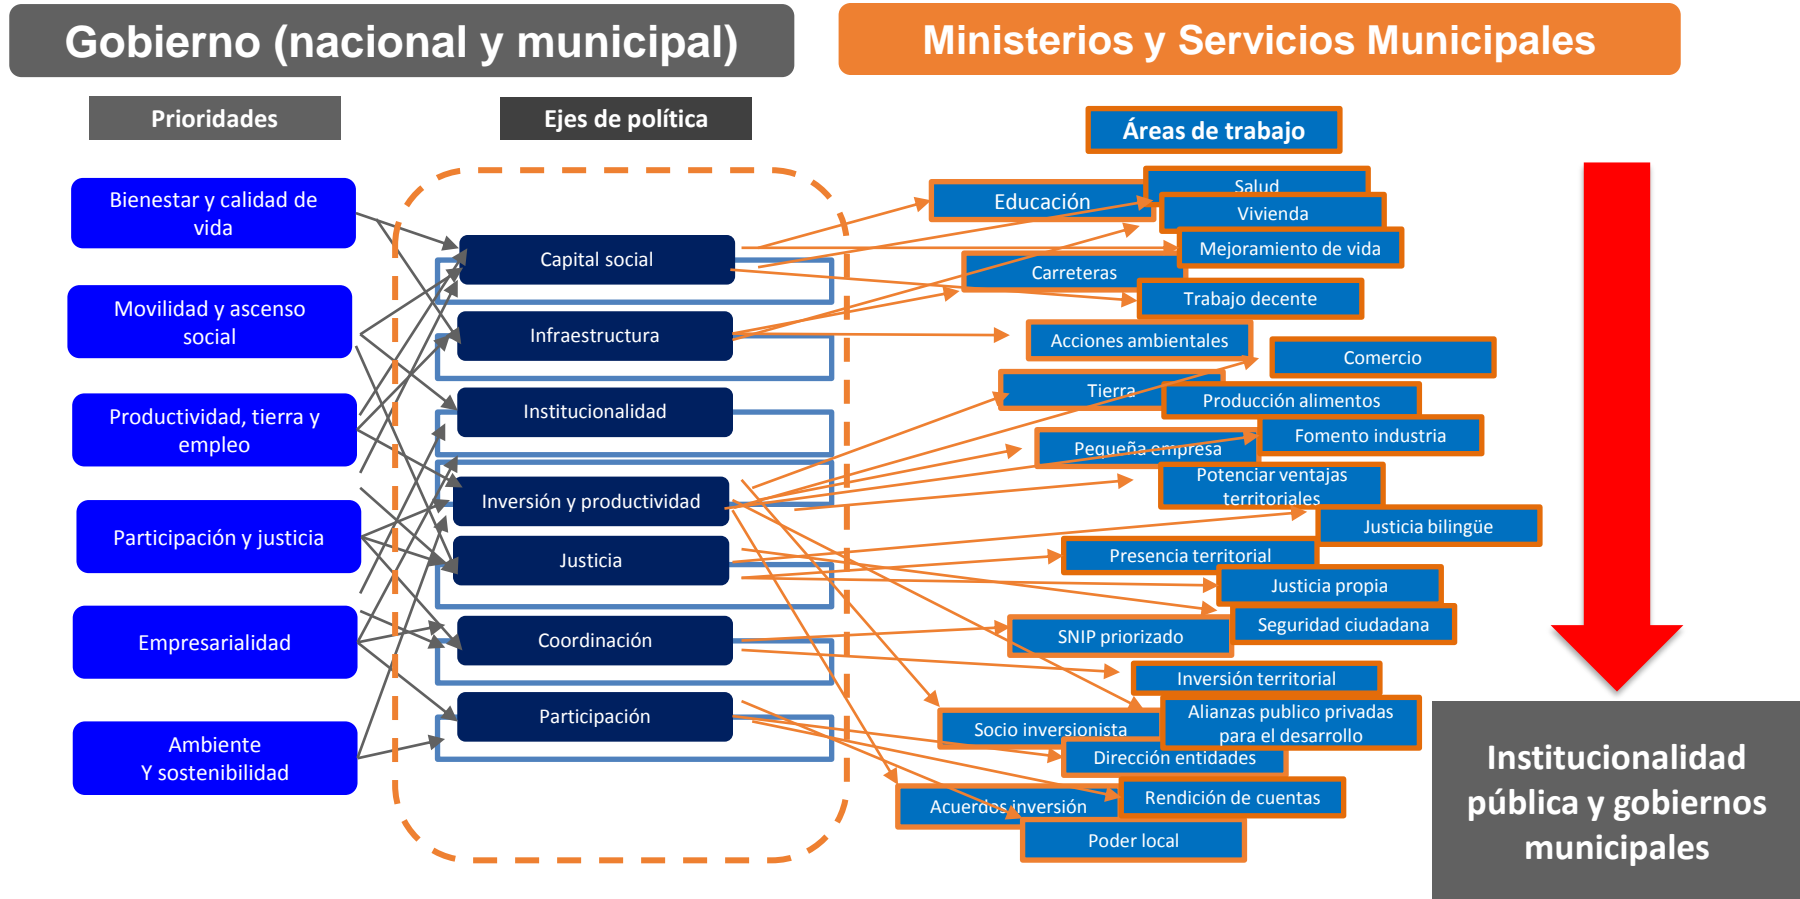 Gobierno (nacional y municipal)
Ministerios y Servicios Municipales
Prioridades
Ejes de política
Áreas de trabajo
Bienestar y calidad de
vida
Movilidad y ascenso
social
Productividad, tierra y
empleo
Participación y justicia
Empresarialidad
Ambiente
Y sostenibilidad
Capital social
Infraestructura
Institucionalidad
Inversión y productividad
Justicia
Coordinación
Participación
Educación
Salud
Vivienda
Mejoramiento de vida
Carreteras
Trabajo decente
Acciones ambientales
Comercio
Tierra
Producción alimentos
Fomento industria
Pequeña empresa
Potenciar ventajas
territoriales
Justicia bilingüe
Presencia territorial
Justicia propia
Seguridad ciudadana
SNIP priorizado
Inversión territorial
Alianzas publico privadas
para el desarrollo
Socio inversionista
Dirección entidades
Rendición de cuentas
Acuerdos inversión
Poder local
Institucionalidad
pública y gobiernos
municipales